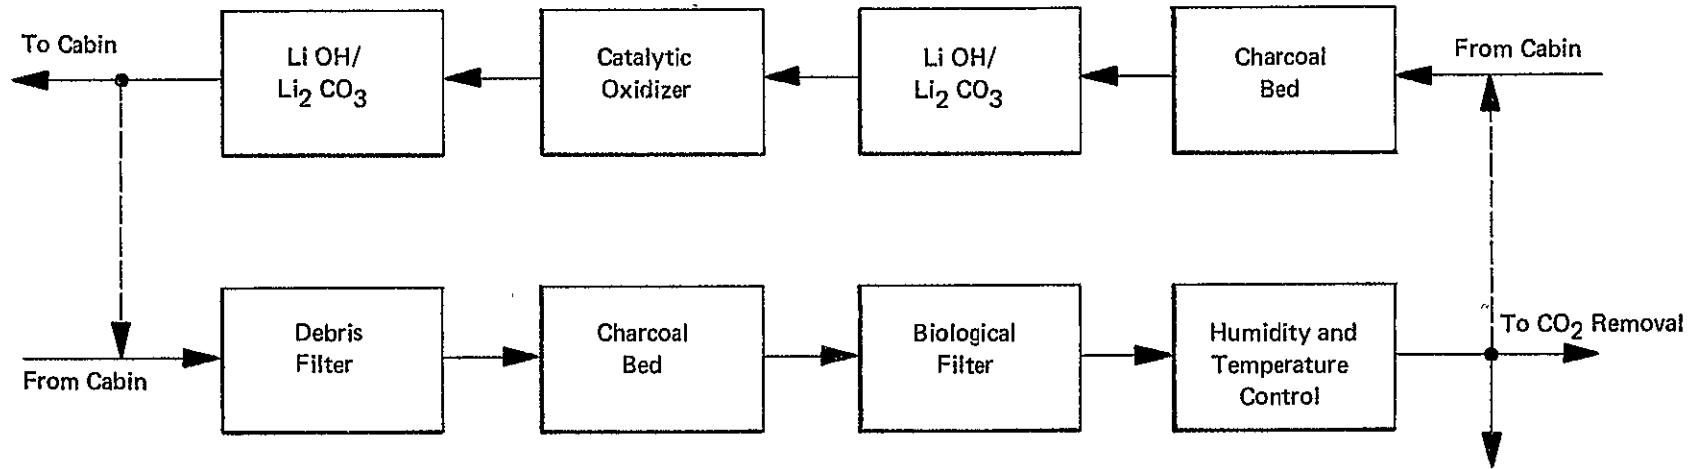 To Cabin
Li OH/
Li2 CO3
Catalytic
Oxidizer
Li OH/
Li2 CO3
Charcoal
Bed
From Cabin
From Cabin
Debris
Filter
Charcoal
Bed
Biological
Filter
Humidity and
Temperature
Control
To CO2 Removal